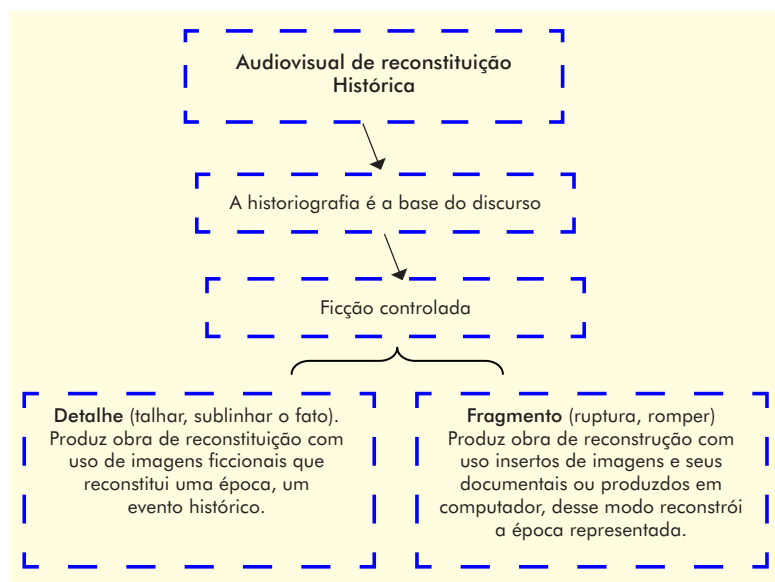 Audiovisual de reconstituição
Histórica
A historiografia é a base do discurso
Ficção controlada
Detalhe (talhar, sublinhar o fato).
Produz obra de reconstituição com
uso de imagens ficcionais que
reconstitui uma época, um
evento histórico.
Fragmento (ruptura, romper)
Produz obra de reconstrução com
uso insertos de imagens e seus
documentais ou produzdos em
computador, desse modo reconstrói
a época representada.